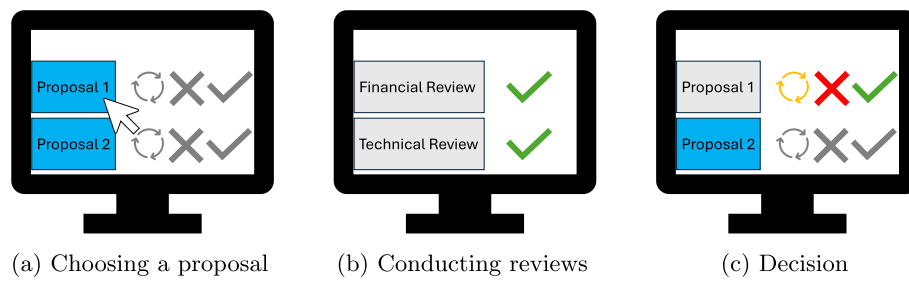 Proposal 1
Proposal 2
(a) Choosing a proposal
Financial Review
Technical Review
(b) Conducting reviews
Proposal 1
Proposal 2
(c) Decision